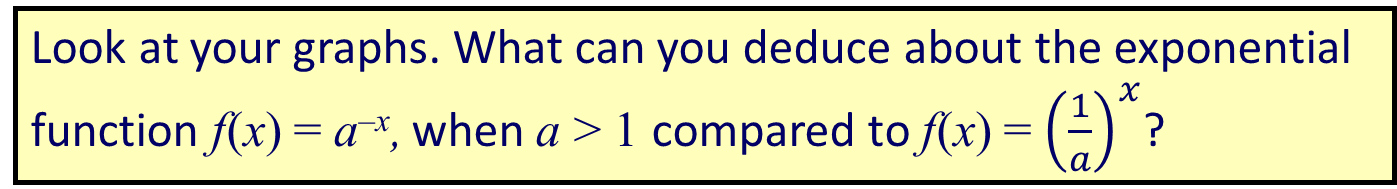 Look at your graphs. What can you deduce about the exponential
function f(x) = a⁻ˣ, when a > 1 compared to f(x) = (1/a)ˣ?